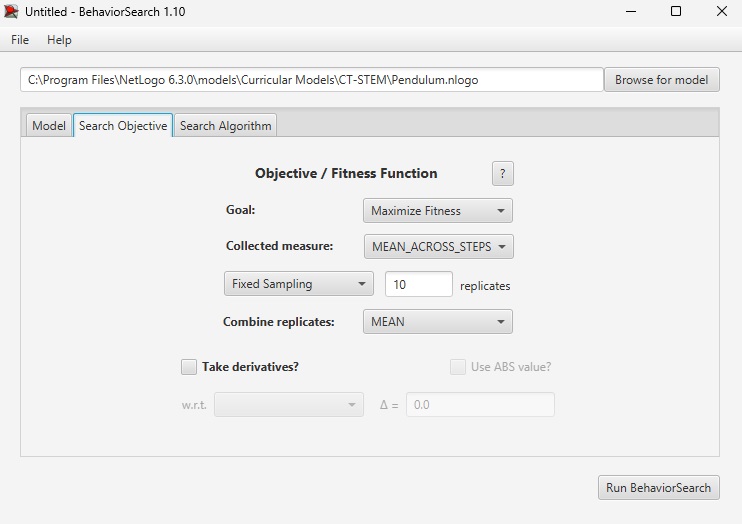 Untitled - BehaviorSearch 1.10
File Help
C:\Program Files\NetLogo 6.3.0\models\Curricular Models\CT-STEM\Pendulum.nlogo Browse for model
Model Search Objective Search Algorithm
Objective / Fitness Function ?
Goal: Maximize Fitness
Collected measure: MEAN_ACROSS_STEPS
Fixed Sampling 10 replicates
Combine replicates: MEAN
Take derivatives? Use ABS value?
w.r.t. Δ = 0.0
Run BehaviorSearch